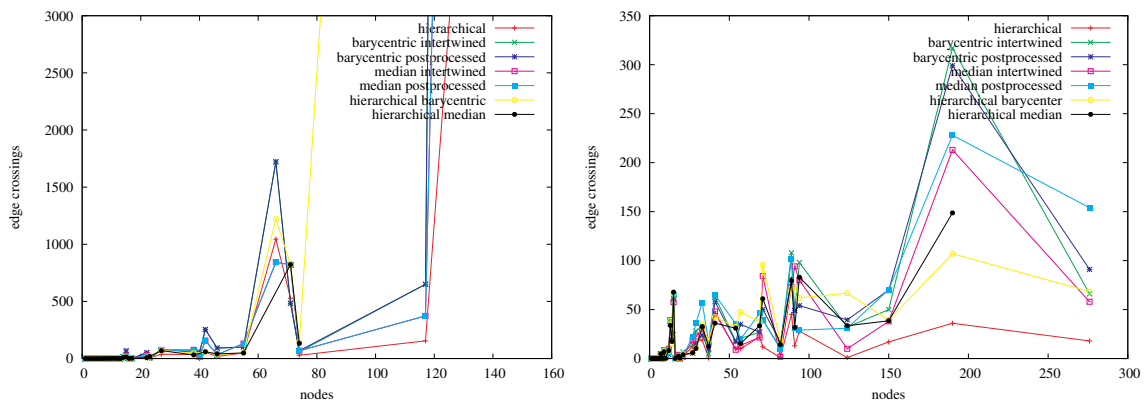 3000
2500
2000
1500
1000
500
0
0
20
40
60
80
100
120
140
160
edge crossings
nodes
hierarchical
barycentric intertwined
barycentric postprocessed
median intertwined
median postprocessed
hierarchical barycentric
hierarchical median
350
300
250
200
150
100
50
0
0
50
100
150
200
250
300
edge crossings
nodes
hierarchical
barycentric intertwined
barycentric postprocessed
median intertwined
median postprocessed
hierarchical barycenter
hierarchical median